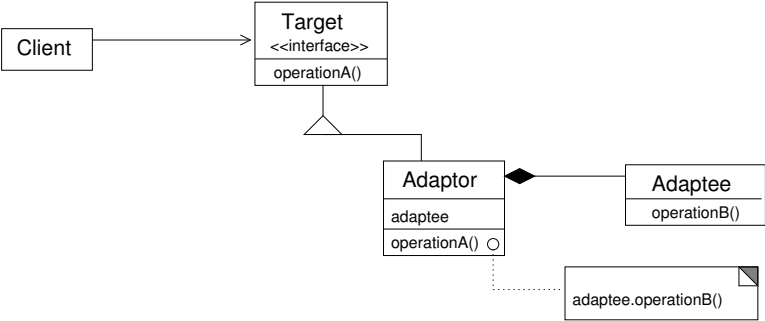 Target
<<interface>>
operationA()
Client
Adaptor
adaptee
operationA()
Adaptee
operationB()
adaptee.operationB()